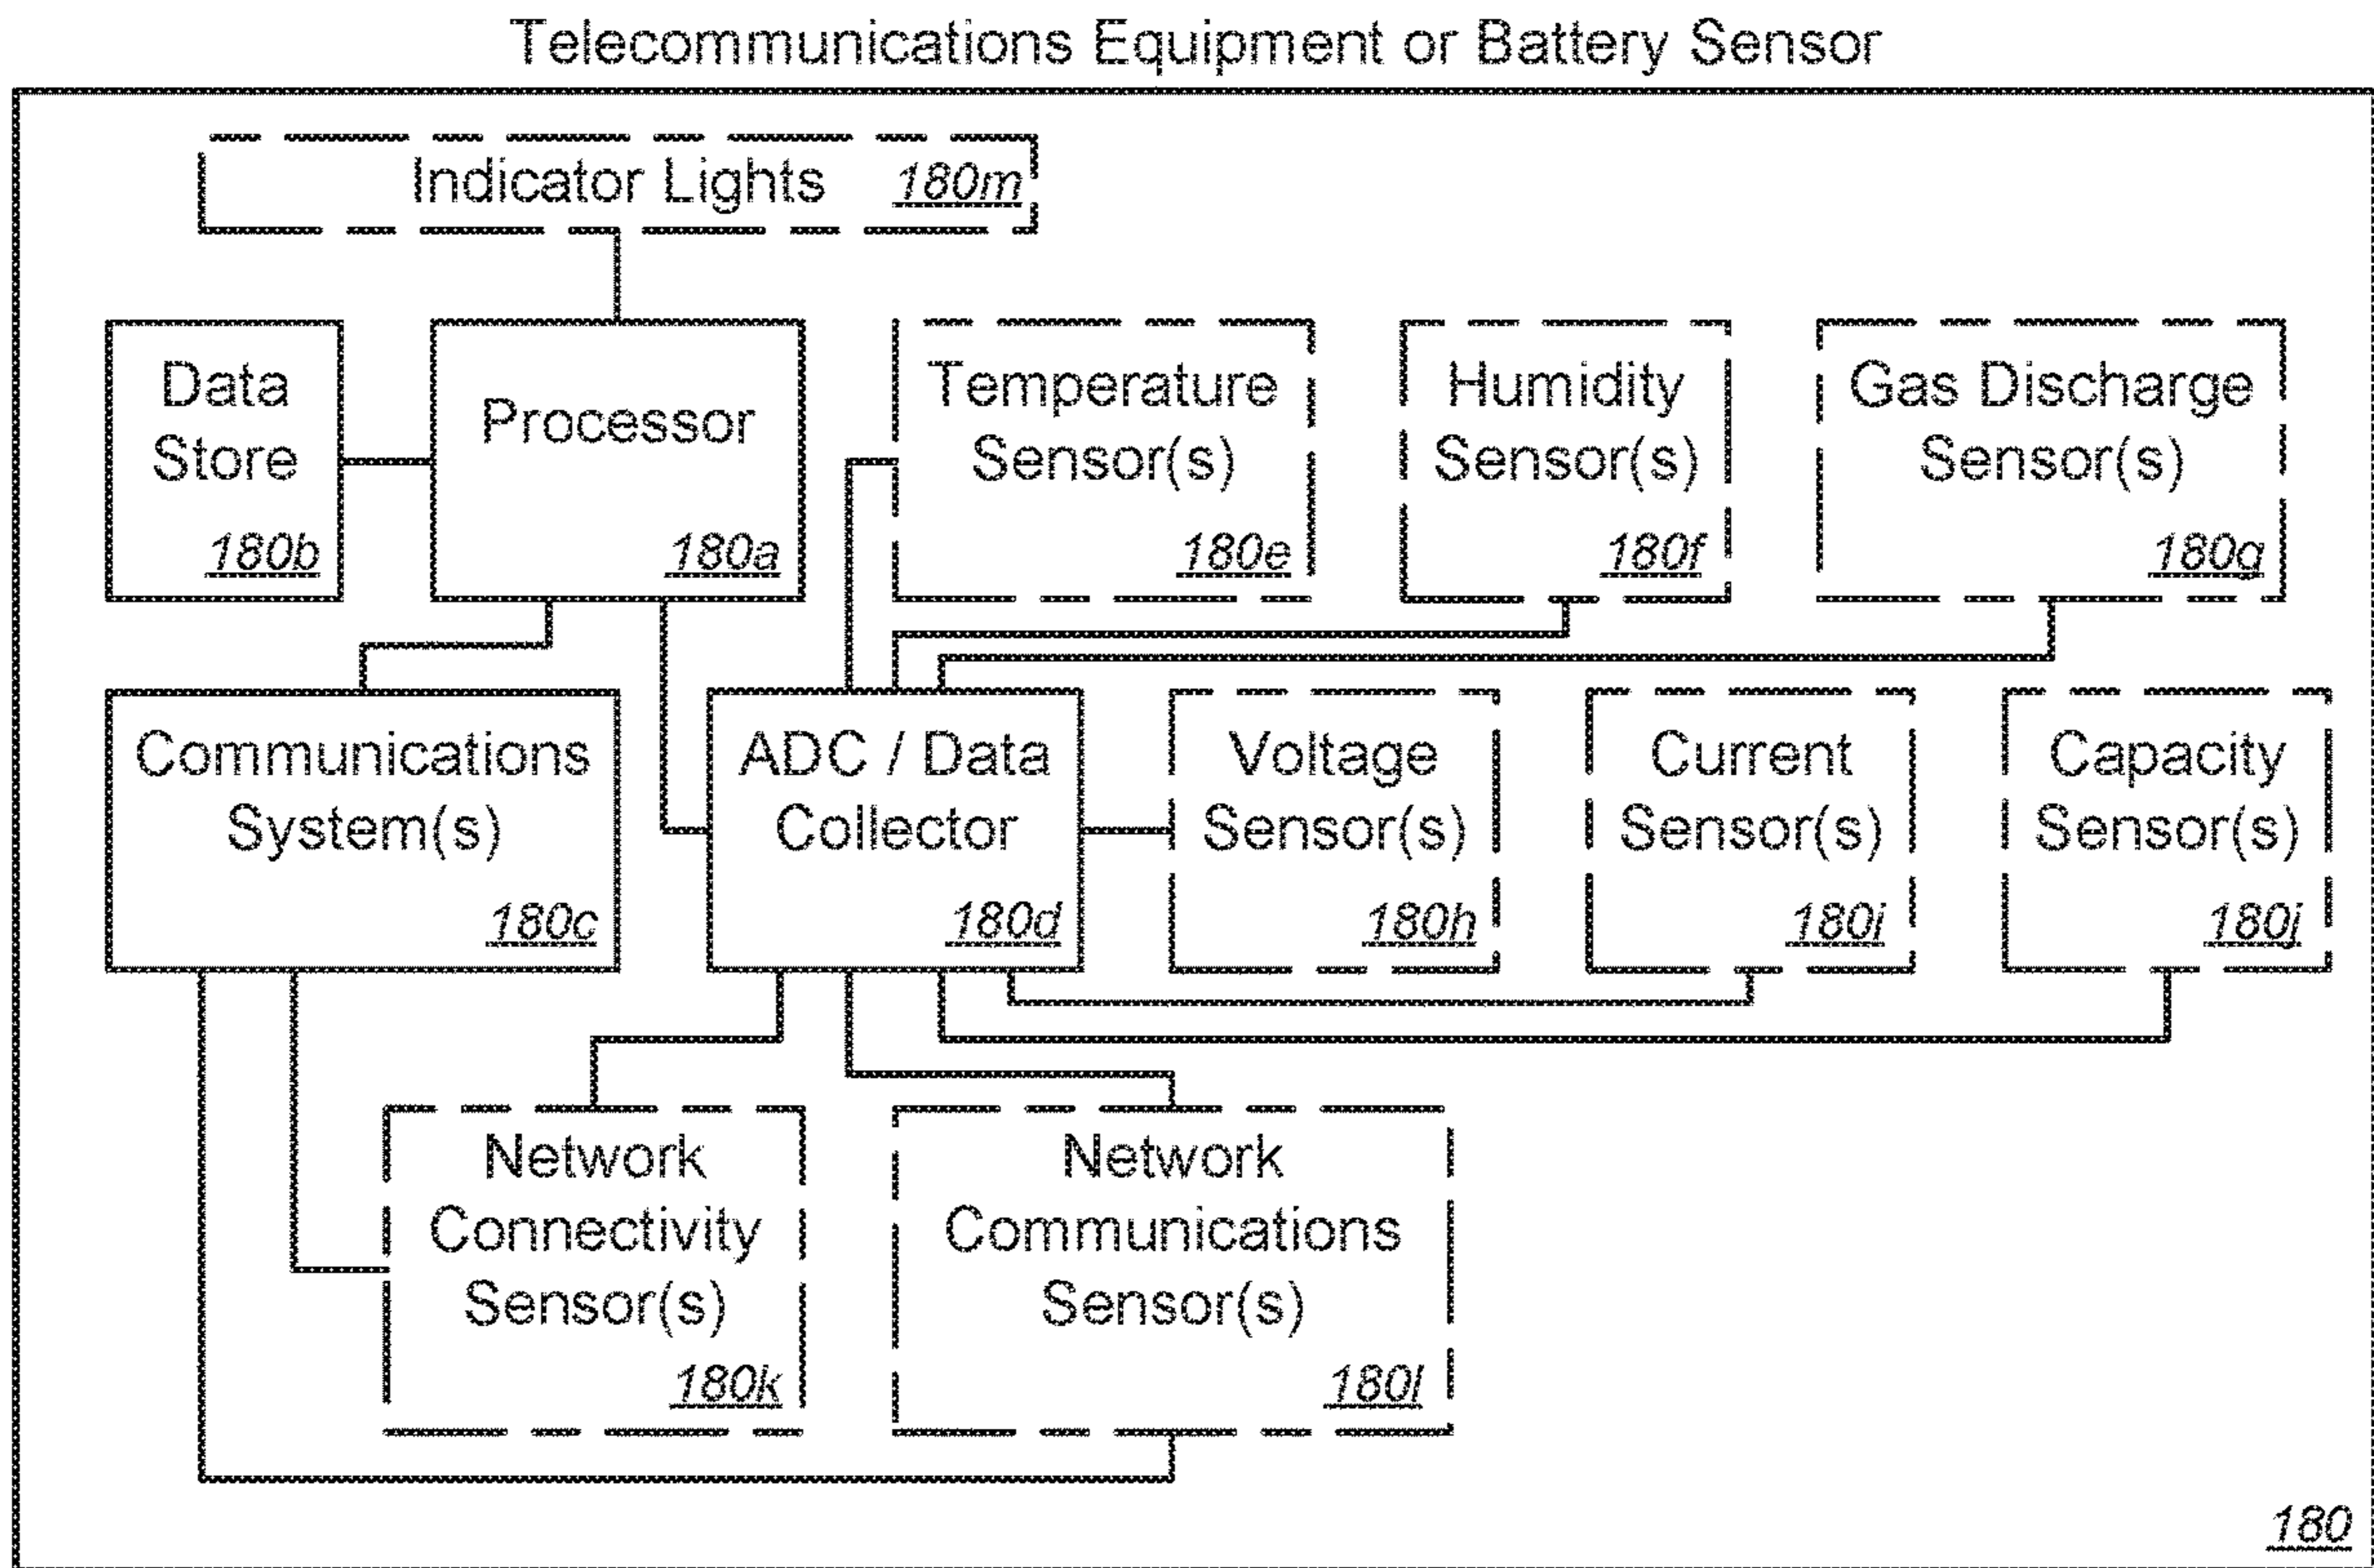 Telecommunications Equipment or Battery Sensor
Indicator Lights 180m
Data
Store
180b
Processor
180a
Temperature
Sensor(s)
180e
Humidity
Sensor(s)
180f
Gas Discharge
Sensor(s)
180g
Communications
System(s)
180c
ADC / Data
Collector
180d
Voltage
Sensor(s)
180h
Current
Sensor(s)
180i
Capacity
Sensor(s)
180j
Network
Connectivity
Sensor(s)
180k
Network
Communications
Sensor(s)
180l
180